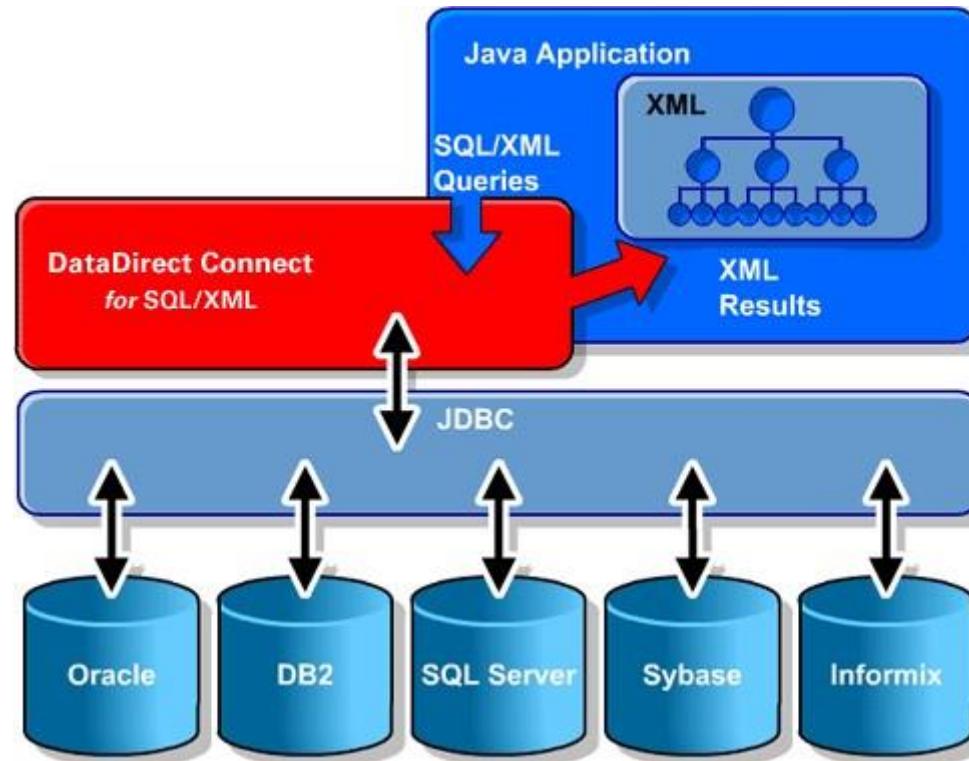 Java Application
XML
SQL/XML
Queries
DataDirect Connect
for SQL/XML
XML
Results
JDBC
Oracle
DB2
SQL Server
Sybase
Informix